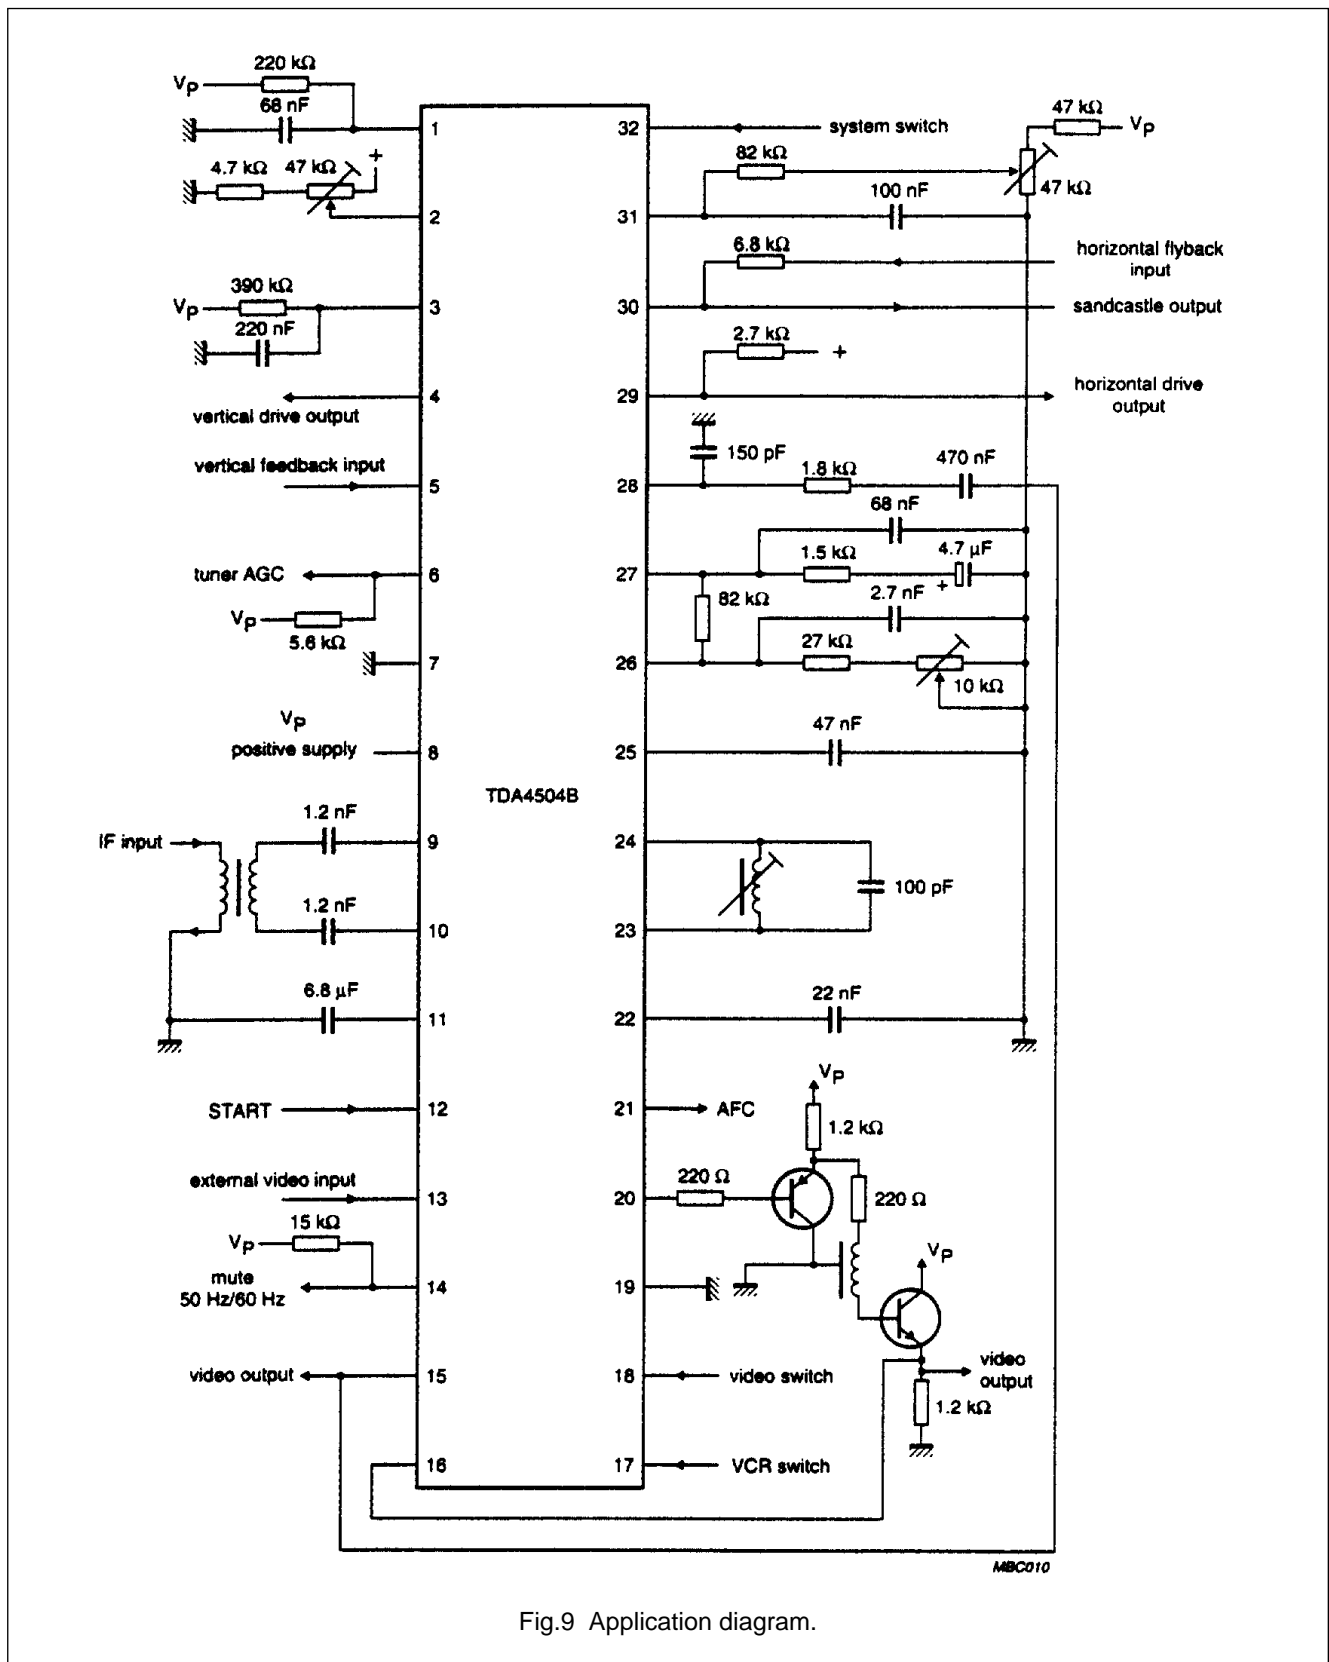 220 kΩ
VP
68 nF
1
4.7 kΩ 47 kΩ
+
2
390 kΩ
VP
220 nF
3
4
vertical drive output
vertical feedback input
5
tuner AGC
6
VP
5.6 kΩ
7
VP
positive supply
8
1.2 nF
IF input
9
1.2 nF
10
6.8 µF
11
START
12
external video input
13
15 kΩ
VP
mute
50 Hz/60 Hz
14
video output
15
16
TDA4504B
32
system switch
47 kΩ
VP
82 kΩ
47 kΩ
100 nF
31
6.8 kΩ
horizontal flyback
input
30
sandcastle output
2.7 kΩ
+
29
horizontal drive
output
150 pF
28
1.8 kΩ
470 nF
68 nF
27
1.5 kΩ
4.7 µF
+
82 kΩ
2.7 nF
26
27 kΩ
10 kΩ
47 nF
25
24
100 pF
23
22 nF
22
VP
21
AFC
1.2 kΩ
220 Ω
20
220 Ω
VP
19
18
video switch
video
output
1.2 kΩ
17
VCR switch
MBC010
Fig.9 Application diagram.